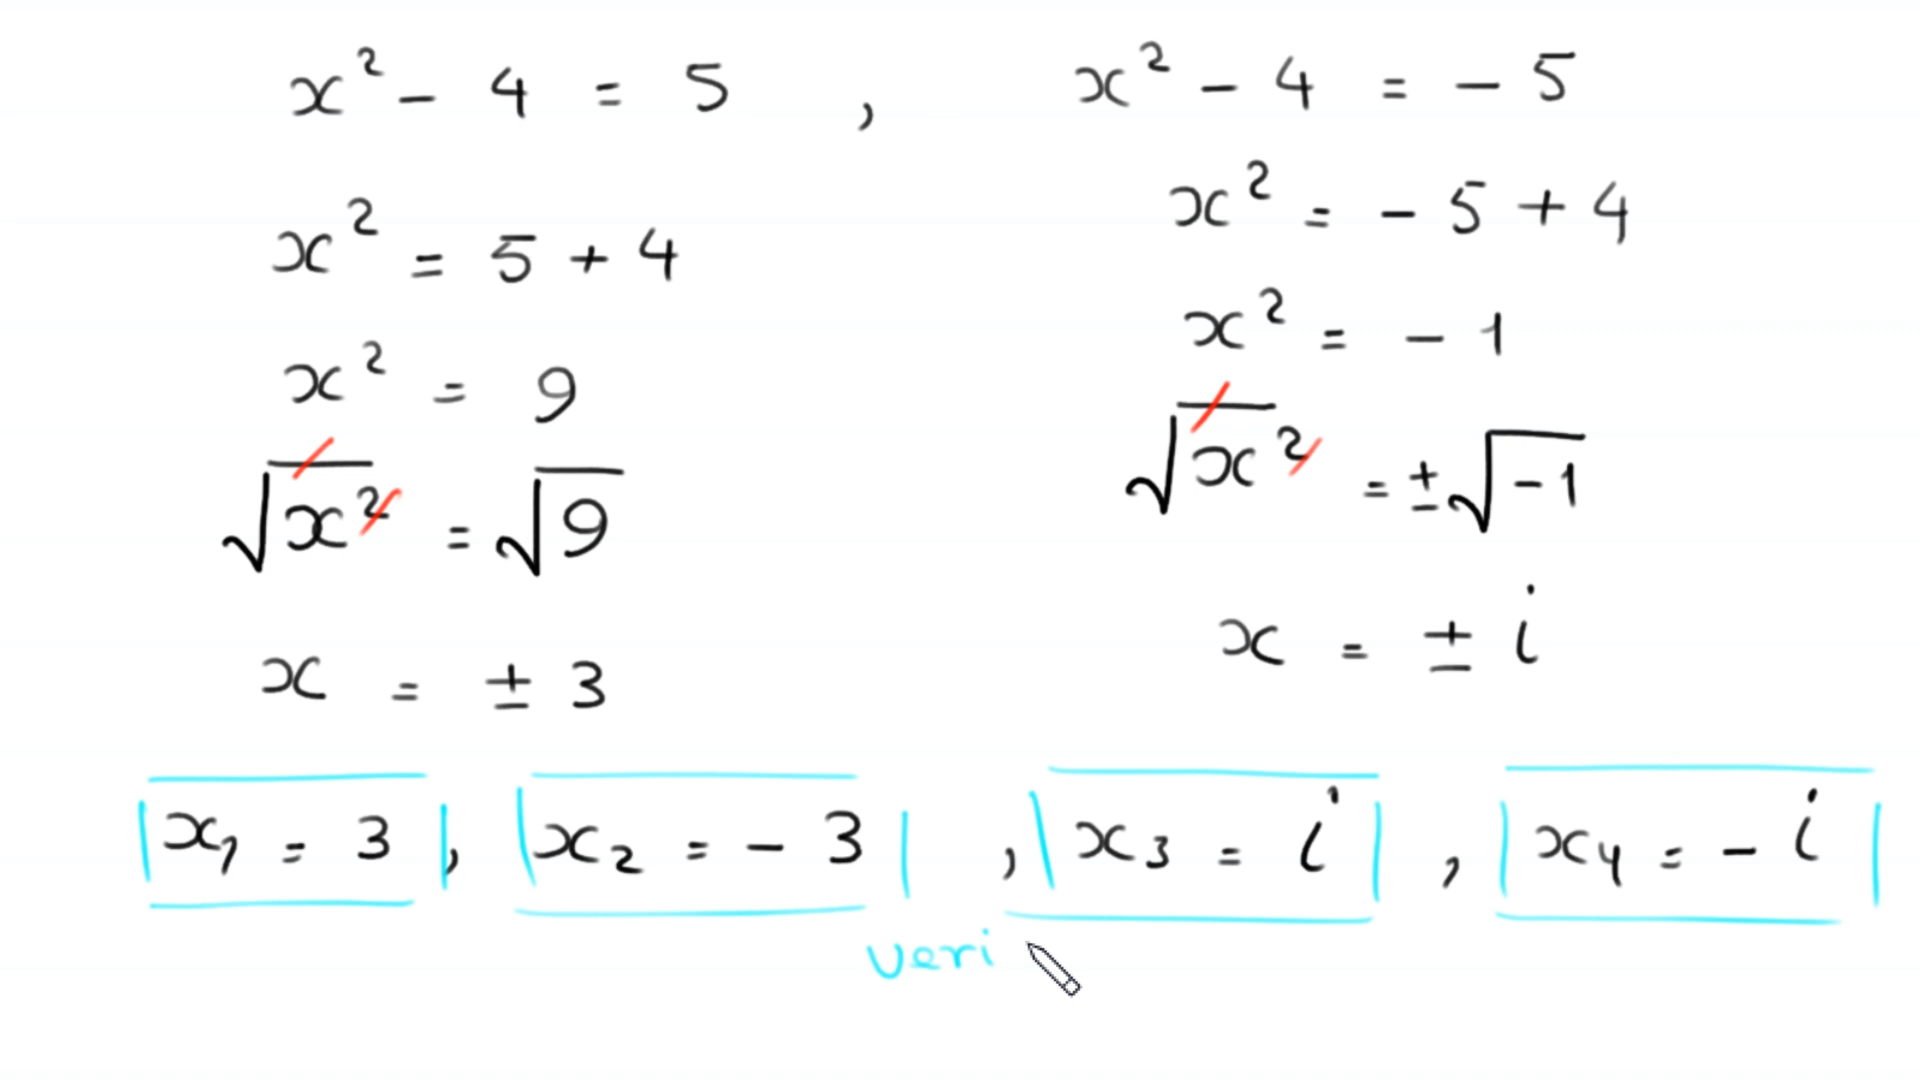 x² - 4 = 5 , x² - 4 = - 5
x² = 5 + 4
x² = - 5 + 4
x² = 9
x² = - 1
√x² = √9
√x² = ±√-1
x = ± 3
x = ± i
x₁ = 3 , x₂ = - 3 , x₃ = i , x₄ = - i
veri